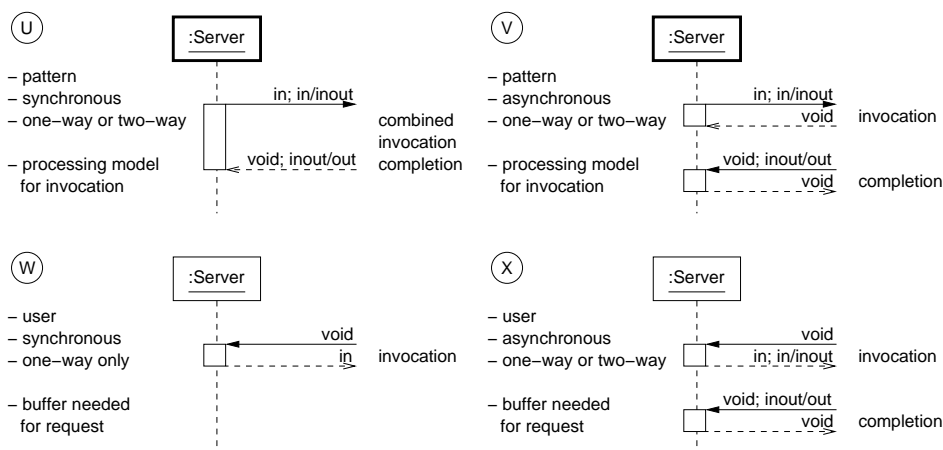 U
:Server
– pattern
– synchronous
– one–way or two–way
– processing model
for invocation
in; in/inout
void; inout/out
combined
invocation
completion
V
:Server
– pattern
– asynchronous
– one–way or two–way
– processing model
for invocation
in; in/inout
void
invocation
void; inout/out
void
completion
W
:Server
– user
– synchronous
– one–way only
– buffer needed
for request
void
in
invocation
X
:Server
– user
– asynchronous
– one–way or two–way
– buffer needed
for request
void
in; in/inout
invocation
void; inout/out
void
completion